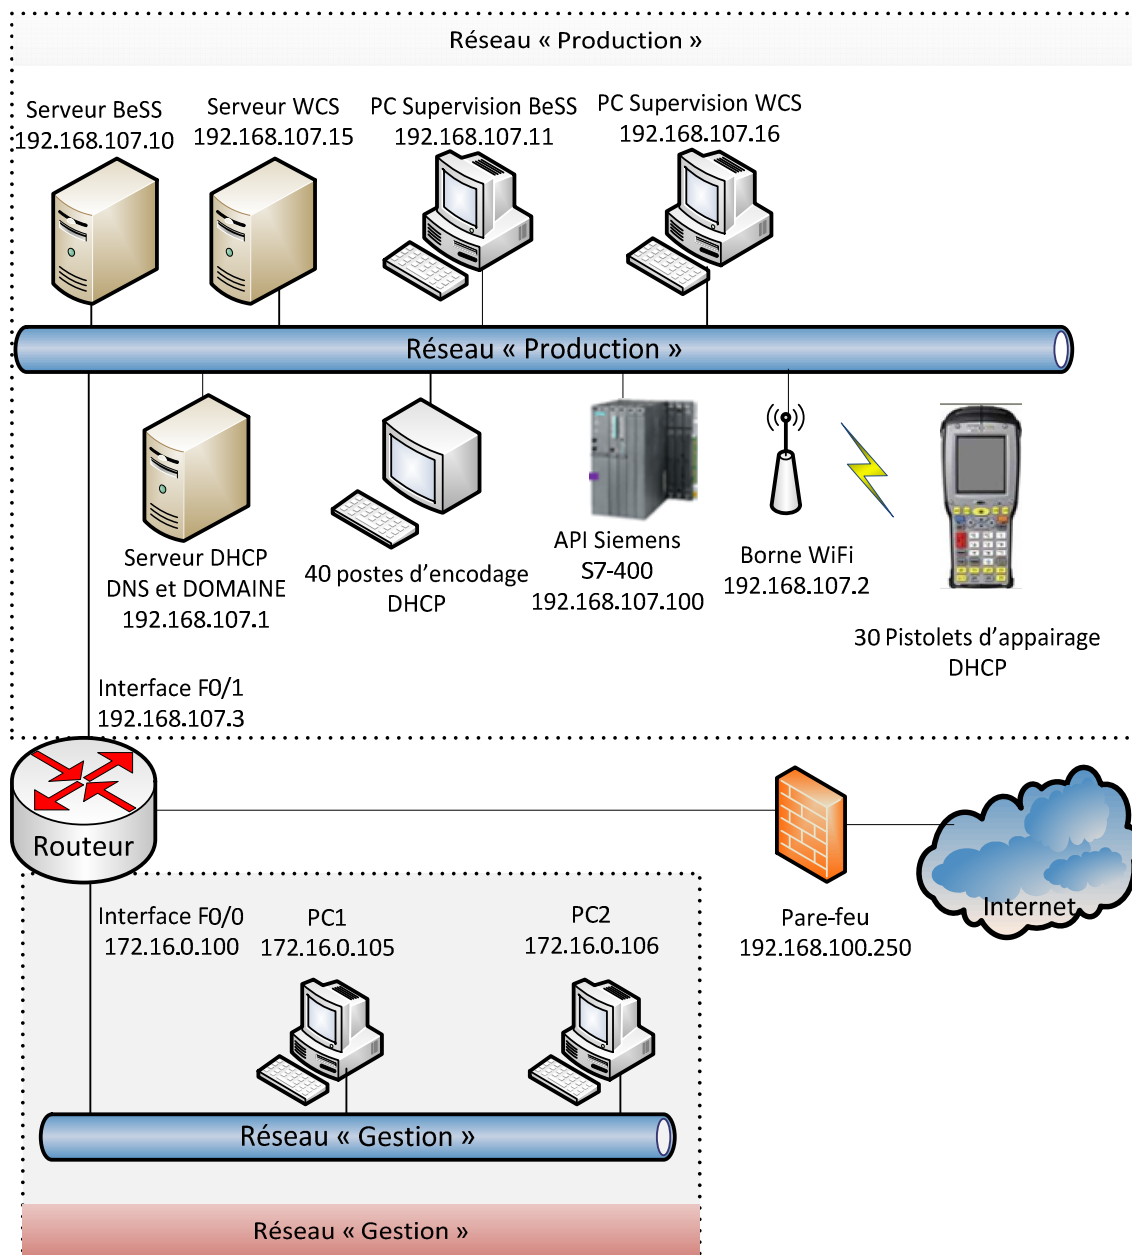 Réseau « Production »
Serveur BeSS
192.168.107.10
Serveur WCS
192.168.107.15
PC Supervision BeSS
192.168.107.11
PC Supervision WCS
192.168.107.16
Réseau « Production »
Serveur DHCP
DNS et DOMAINE
192.168.107.1
40 postes d’encodage
DHCP
API Siemens
S7-400
192.168.107.100
Borne WiFi
192.168.107.2
30 Pistolets d’appairage
DHCP
Interface F0/1
192.168.107.3
Routeur
Pare-feu
192.168.100.250
Internet
Interface F0/0
172.16.0.100
PC1
172.16.0.105
PC2
172.16.0.106
Réseau « Gestion »
Réseau « Gestion »